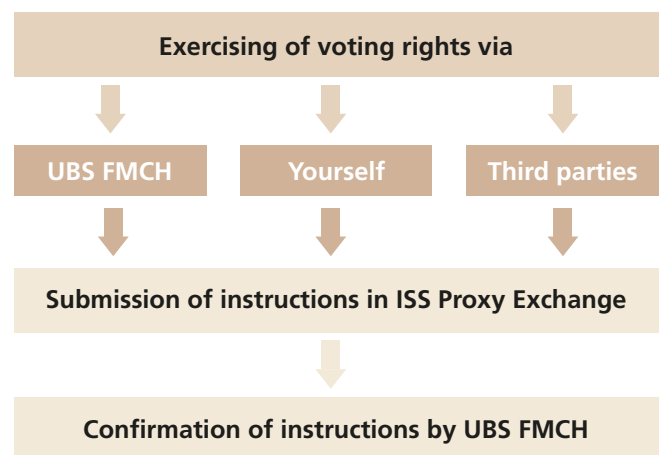 Exercising of voting rights via
UBS FMCH
Yourself
Third parties
Submission of instructions in ISS Proxy Exchange
Confirmation of instructions by UBS FMCH